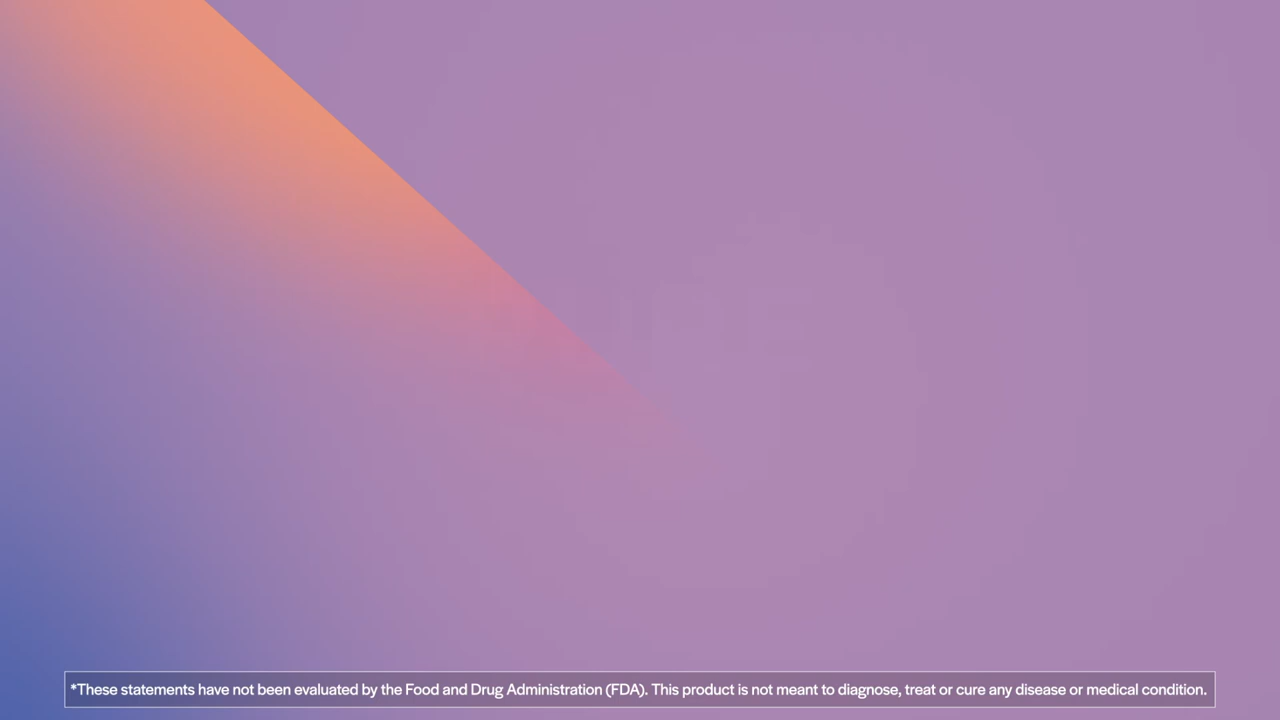 *These statements have not been evaluated by the Food and Drug Administration (FDA). This product is not meant to diagnose, treat or cure any disease or medical condition.